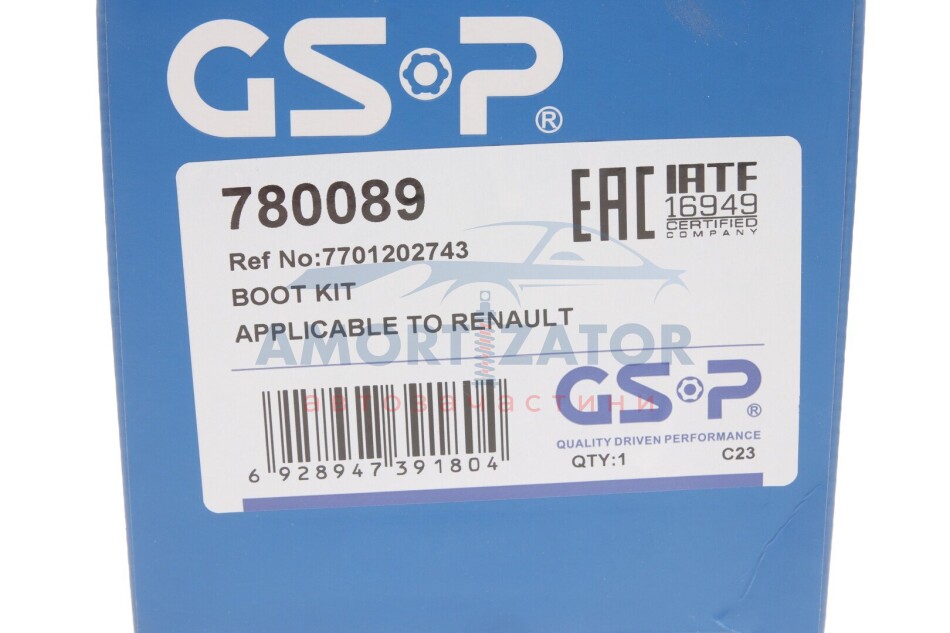 GSP®
780089
EAC
IATF
16949
CERTIFIED
COMPANY
Ref No:7701202743
BOOT KIT
APPLICABLE TO RENAULT
AMORTIZATOR
автозачастини
GSP®
QUALITY DRIVEN PERFORMANCE
6 928947 391804
QTY:1
C23